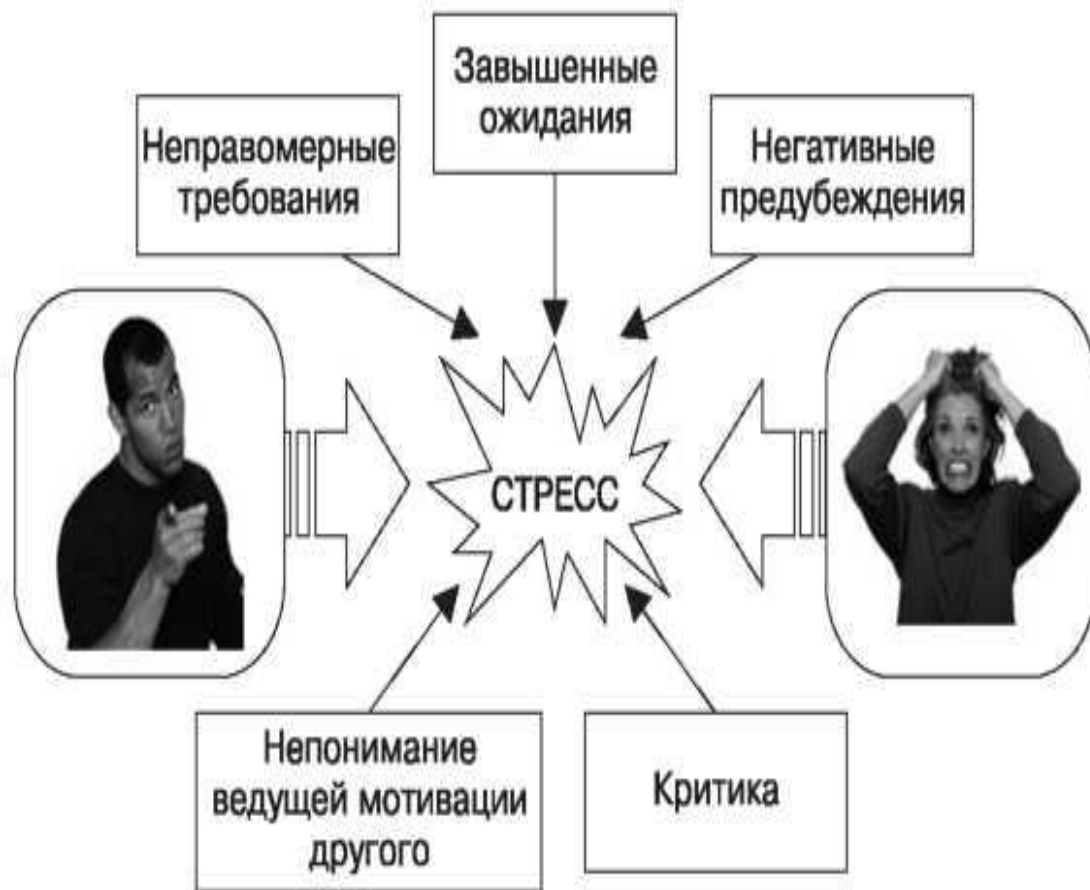 Завышенные
ожидания
Неправомерные
требования
Негативные
предубеждения
СТРЕСС
Непонимание
ведущей мотивации
другого
Критика